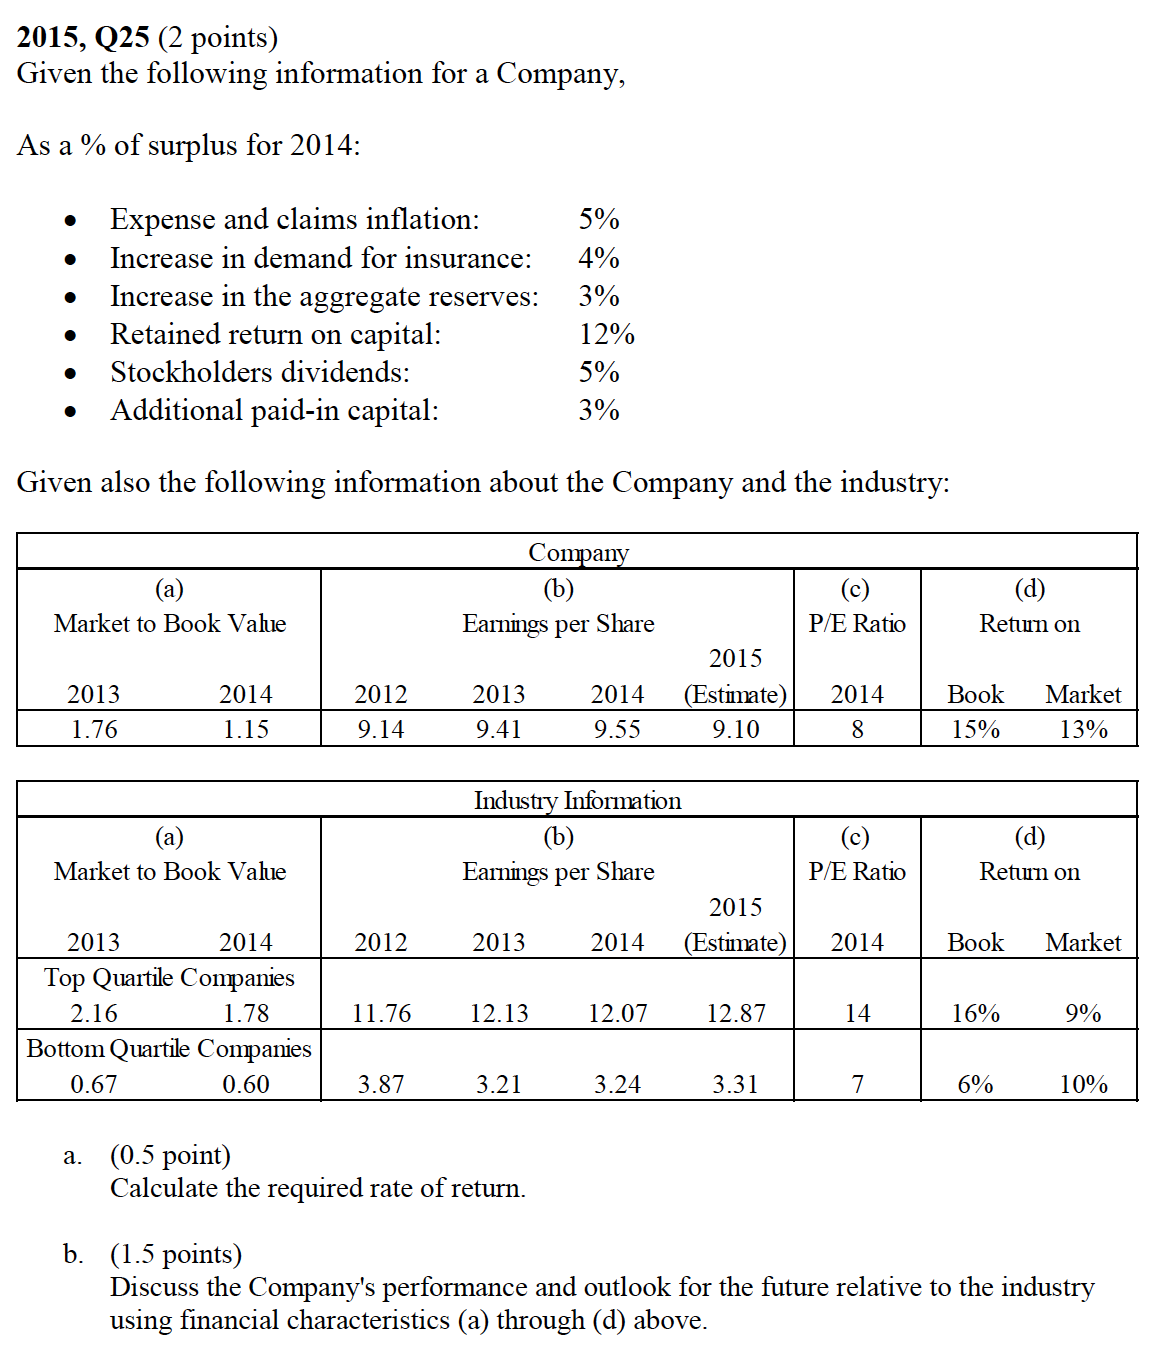 2015, Q25 (2 points)
Given the following information for a Company,
As a % of surplus for 2014:
• Expense and claims inflation: 5%
• Increase in demand for insurance: 4%
• Increase in the aggregate reserves: 3%
• Retained return on capital: 12%
• Stockholders dividends: 5%
• Additional paid-in capital: 3%
Given also the following information about the Company and the industry:
Company
(a) (b) (c) (d)
Market to Book Value Earnings per Share P/E Ratio Return on
2015
2013 2014 2012 2013 2014 (Estimate) 2014 Book Market
1.76 1.15 9.14 9.41 9.55 9.10 8 15% 13%
Industry Information
(a) (b) (c) (d)
Market to Book Value Earnings per Share P/E Ratio Return on
2015
2013 2014 2012 2013 2014 (Estimate) 2014 Book Market
Top Quartile Companies
2.16 1.78 11.76 12.13 12.07 12.87 14 16% 9%
Bottom Quartile Companies
0.67 0.60 3.87 3.21 3.24 3.31 7 6% 10%
a. (0.5 point)
Calculate the required rate of return.
b. (1.5 points)
Discuss the Company's performance and outlook for the future relative to the industry
using financial characteristics (a) through (d) above.